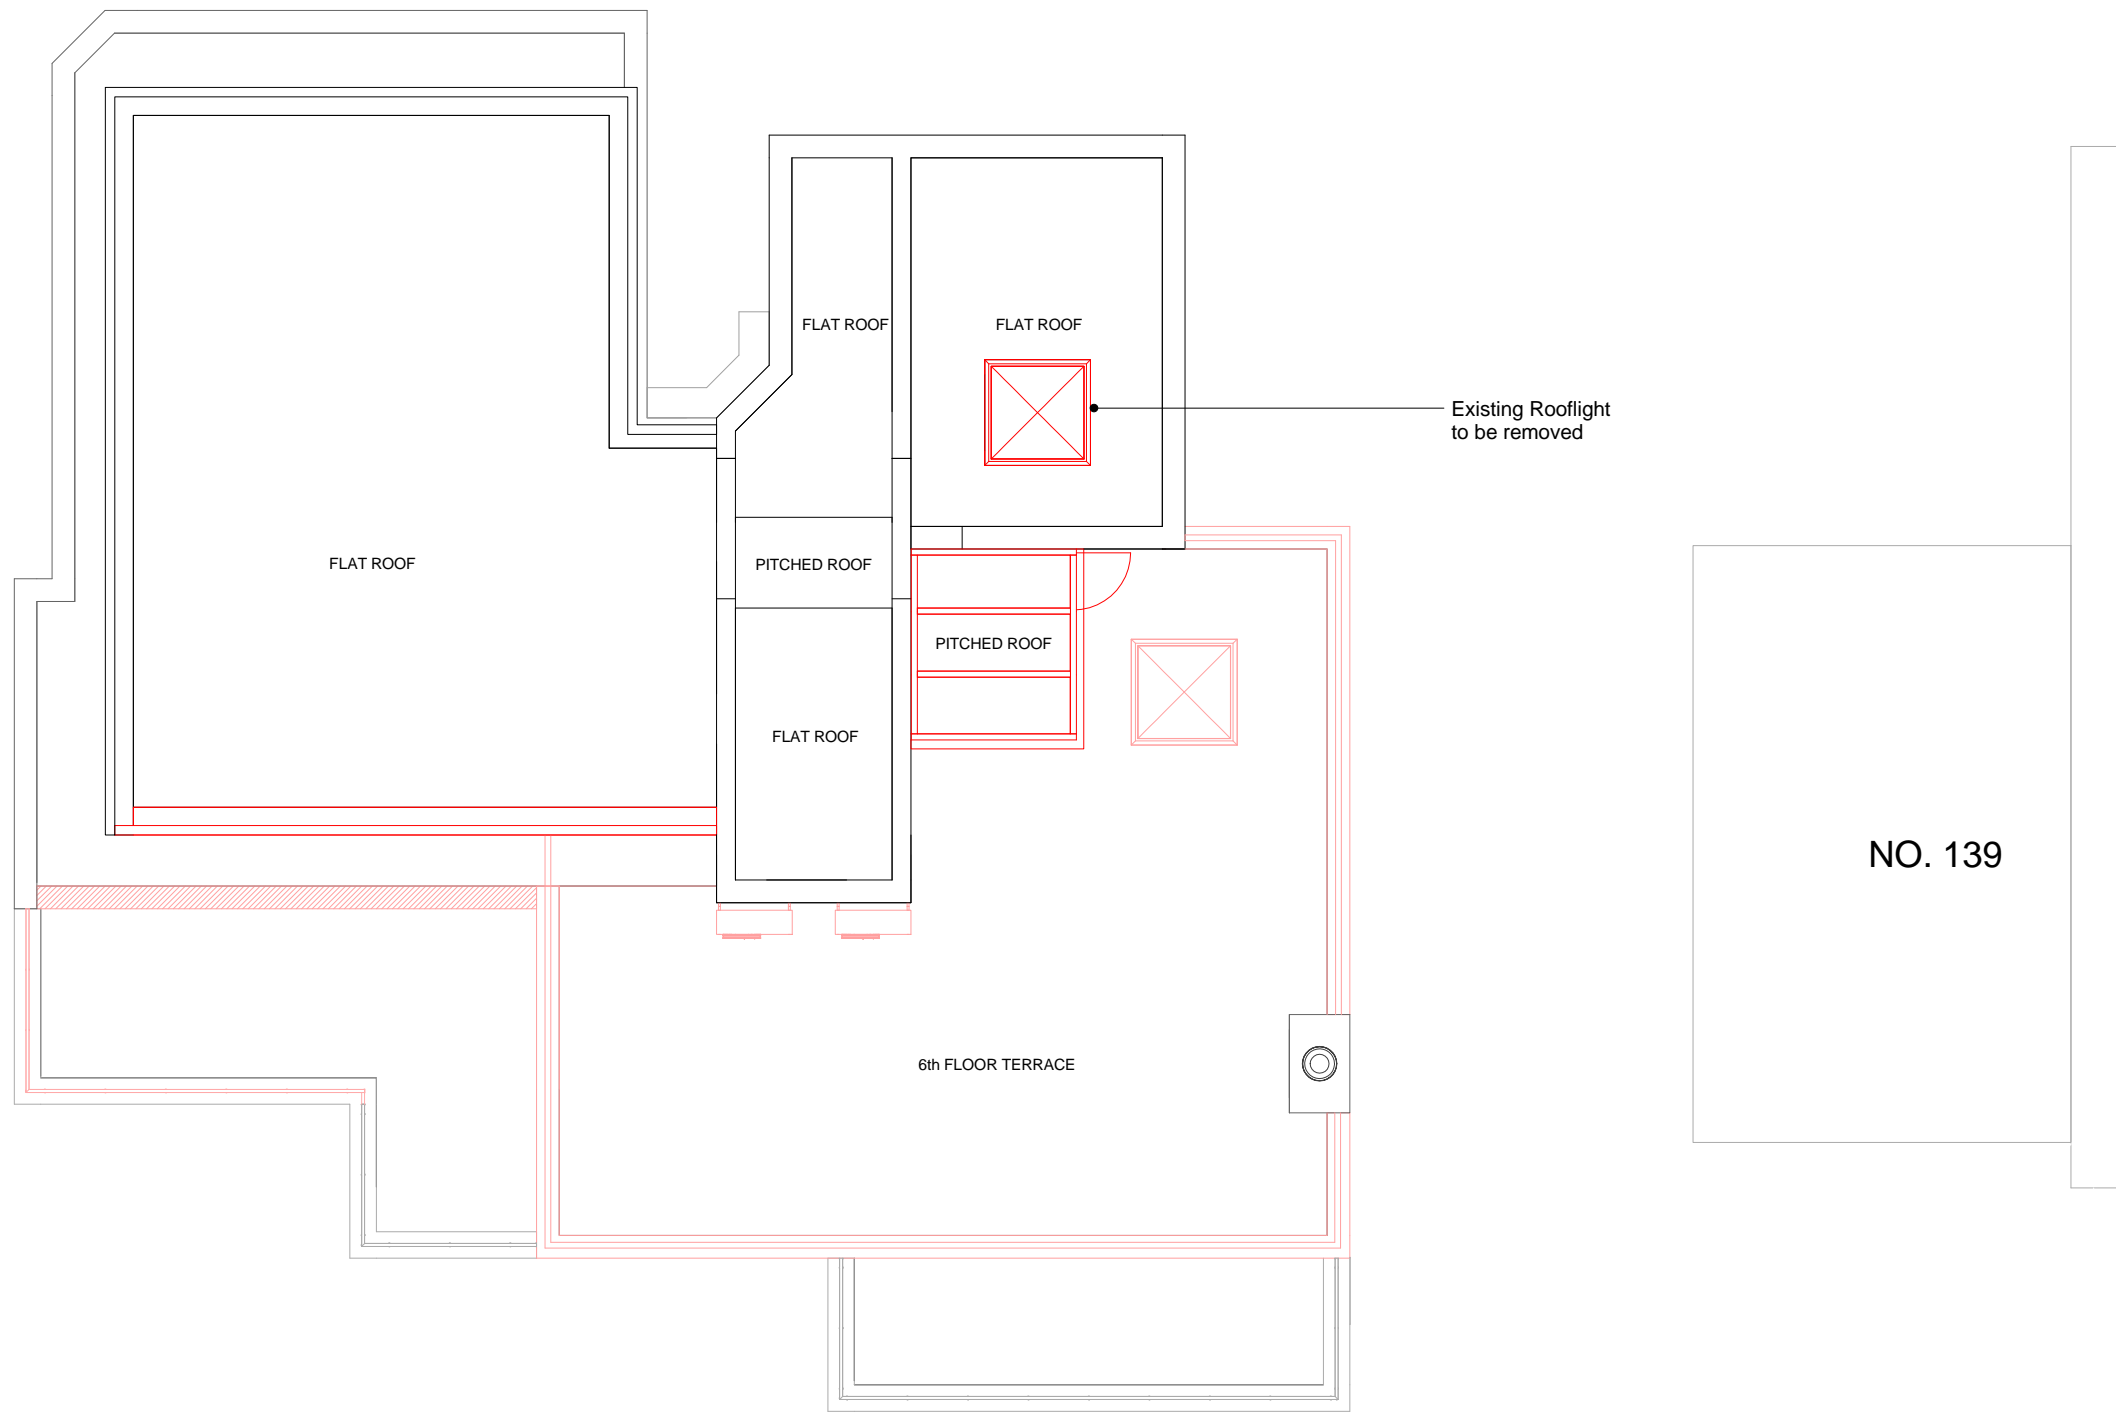 FLAT ROOF
FLAT ROOF
Existing Rooflight
to be removed
FLAT ROOF
PITCHED ROOF
PITCHED ROOF
FLAT ROOF
NO. 139
6th FLOOR TERRACE